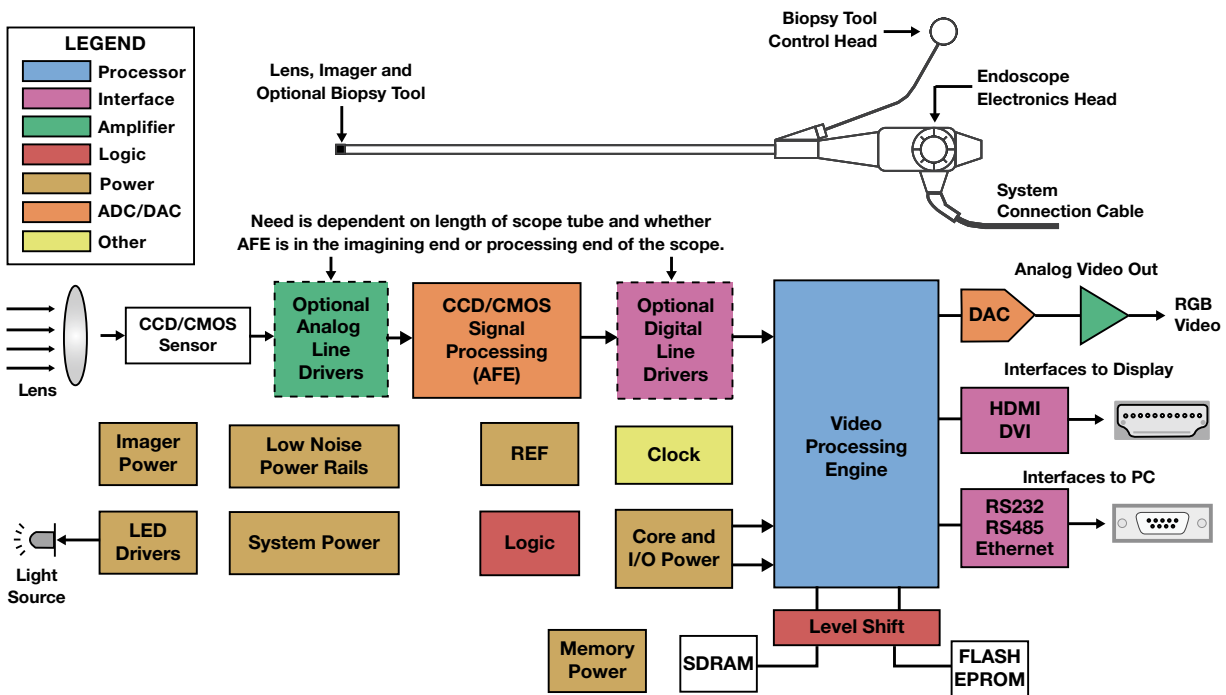 LEGEND
Processor
Interface
Amplifier
Logic
Power
ADC/DAC
Other
Biopsy Tool
Control Head
Lens, Imager and
Optional Biopsy Tool
Endoscope
Electronics Head
System
Connection Cable
Need is dependent on length of scope tube and whether
AFE is in the imagining end or processing end of the scope.
Lens
CCD/CMOS
Sensor
Optional
Analog
Line
Drivers
CCD/CMOS
Signal
Processing
(AFE)
Optional
Digital
Line
Drivers
Video
Processing
Engine
Analog Video Out
DAC
RGB
Video
Interfaces to Display
HDMI
DVI
Interfaces to PC
RS232
RS485
Ethernet
Imager
Power
Low Noise
Power Rails
REF
Clock
Light
Source
LED
Drivers
System Power
Logic
Core and
I/O Power
Level Shift
Memory
Power
SDRAM
FLASH
EPROM